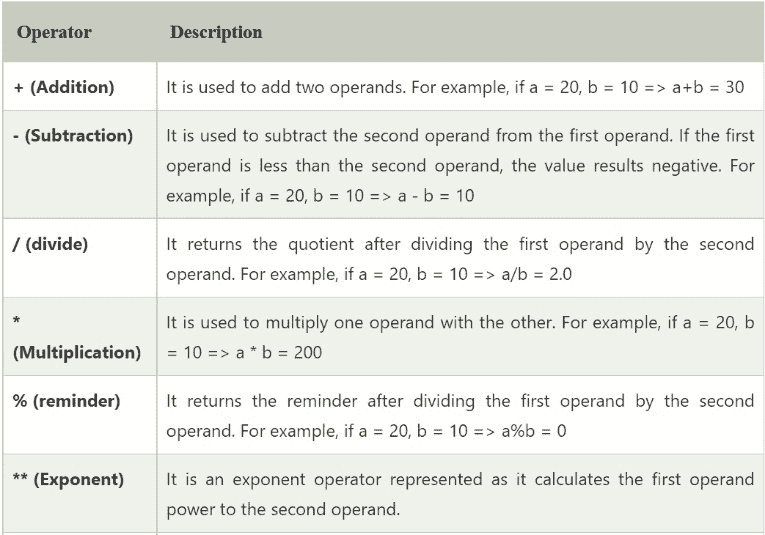 Operator Description
+ (Addition) It is used to add two operands. For example, if a = 20, b = 10 => a+b = 30
- (Subtraction) It is used to subtract the second operand from the first operand. If the first
operand is less than the second operand, the value results negative. For
example, if a = 20, b = 10 => a - b = 10
/ (divide) It returns the quotient after dividing the first operand by the second
operand. For example, if a = 20, b = 10 => a/b = 2.0
* It is used to multiply one operand with the other. For example, if a = 20, b
(Multiplication) = 10 => a * b = 200
% (reminder) It returns the reminder after dividing the first operand by the second
operand. For example, if a = 20, b = 10 => a%b = 0
** (Exponent) It is an exponent operator represented as it calculates the first operand
power to the second operand.